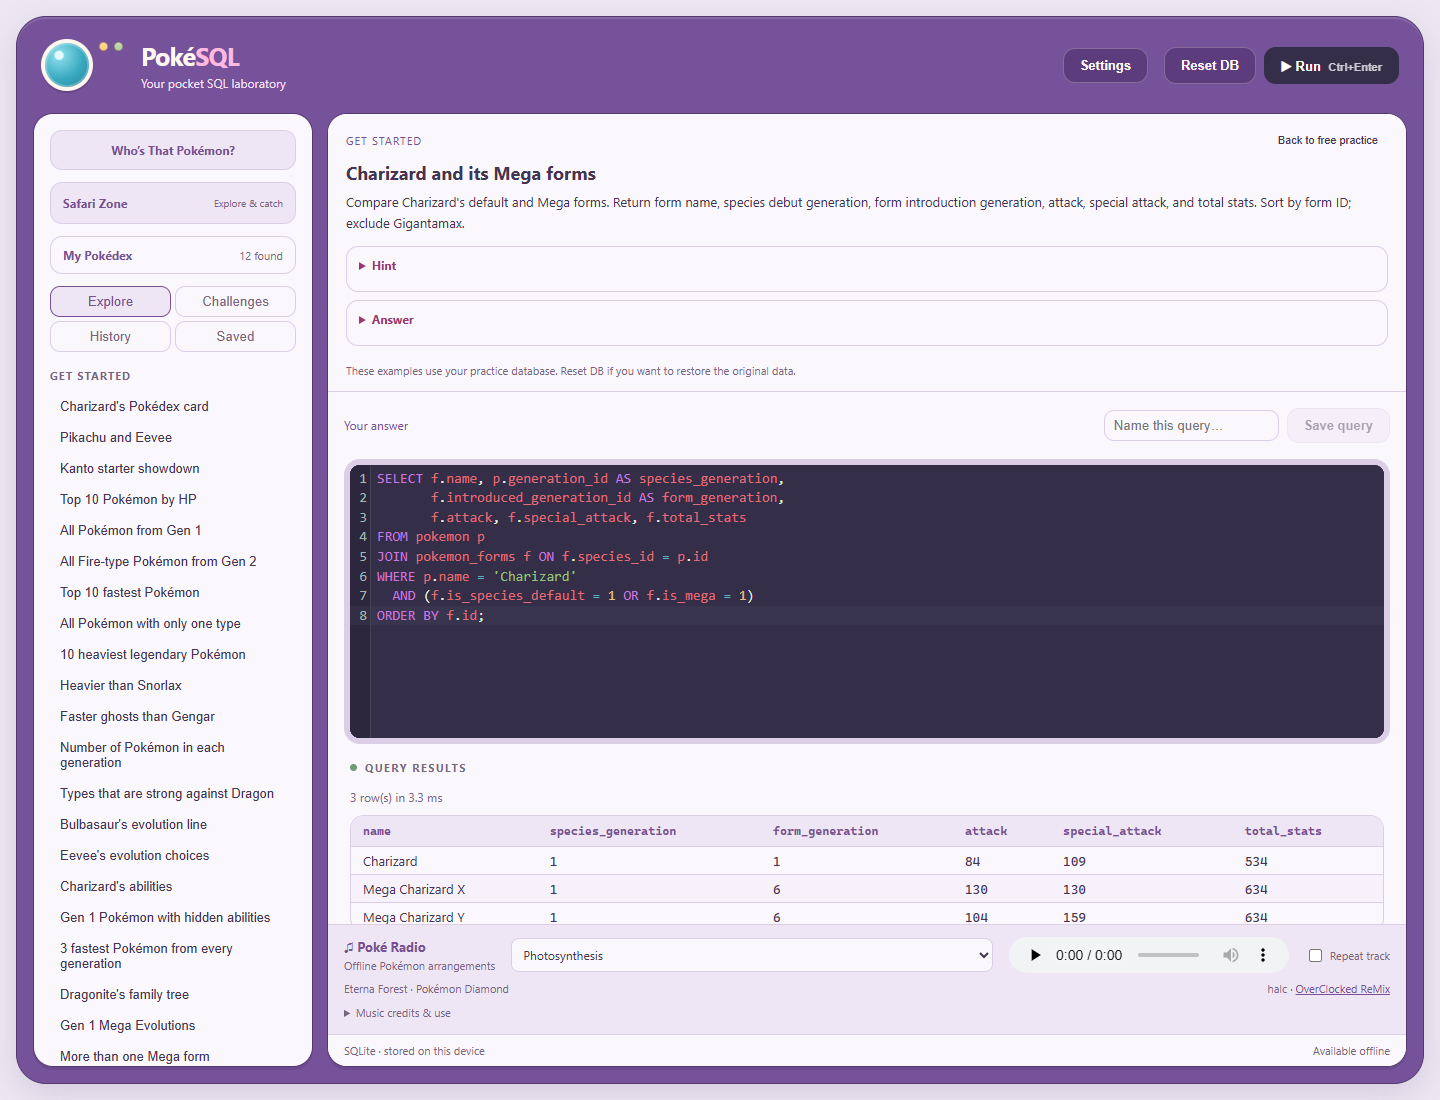 PokéSQL
Your pocket SQL laboratory
Settings
Reset DB
▶ Run Ctrl+Enter
Who's That Pokémon?
Safari Zone Explore & catch
My Pokédex 12 found
Explore Challenges
History Saved
GET STARTED
Charizard's Pokédex card
Pikachu and Eevee
Kanto starter showdown
Top 10 Pokémon by HP
All Pokémon from Gen 1
All Fire-type Pokémon from Gen 2
Top 10 fastest Pokémon
All Pokémon with only one type
10 heaviest legendary Pokémon
Heavier than Snorlax
Faster ghosts than Gengar
Number of Pokémon in each
generation
Types that are strong against Dragon
Bulbasaur's evolution line
Eevee's evolution choices
Charizard's abilities
Gen 1 Pokémon with hidden abilities
3 fastest Pokémon from every
generation
Dragonite's family tree
Gen 1 Mega Evolutions
More than one Mega form
GET STARTED
Back to free practice
Charizard and its Mega forms
Compare Charizard's default and Mega forms. Return form name, species debut generation, form introduction generation, attack, special attack, and total stats. Sort by form ID;
exclude Gigantamax.
▶ Hint
▶ Answer
These examples use your practice database. Reset DB if you want to restore the original data.
Your answer
Name this query...
Save query
1 SELECT f.name, p.generation_id AS species_generation,
2 f.introduced_generation_id AS form_generation,
3 f.attack, f.special_attack, f.total_stats
4 FROM pokemon p
5 JOIN pokemon_forms f ON f.species_id = p.id
6 WHERE p.name = 'Charizard'
7 AND (f.is_species_default = 1 OR f.is_mega = 1)
8 ORDER BY f.id;
QUERY RESULTS
3 row(s) in 3.3 ms
name species_generation form_generation attack special_attack total_stats
Charizard 1 1 84 109 534
Mega Charizard X 1 6 130 130 634
Mega Charizard Y 1 6 104 159 634
♫ Poké Radio
Offline Pokémon arrangements
Photosynthesis
0:00 / 0:00
Repeat track
Eterna Forest · Pokémon Diamond
halc · OverClocked ReMix
▶ Music credits & use
SQLite · stored on this device
Available offline